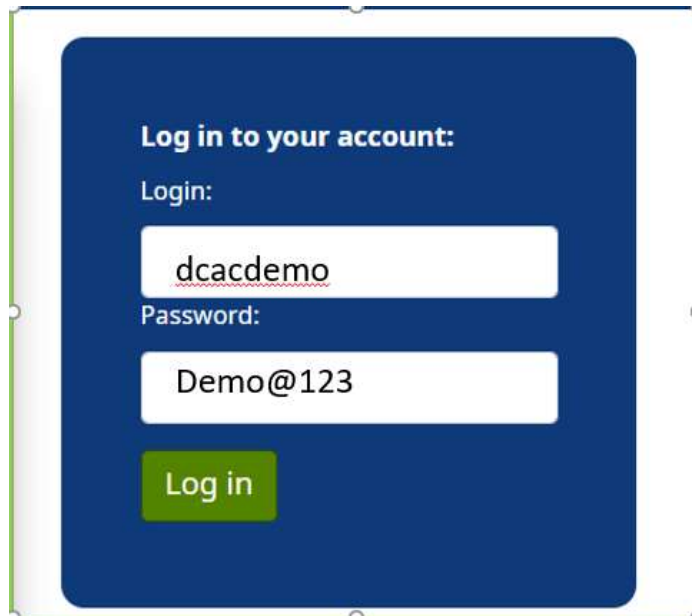 Log in to your account:
Login:
dcacdemo
Password:
Demo@123
Log in